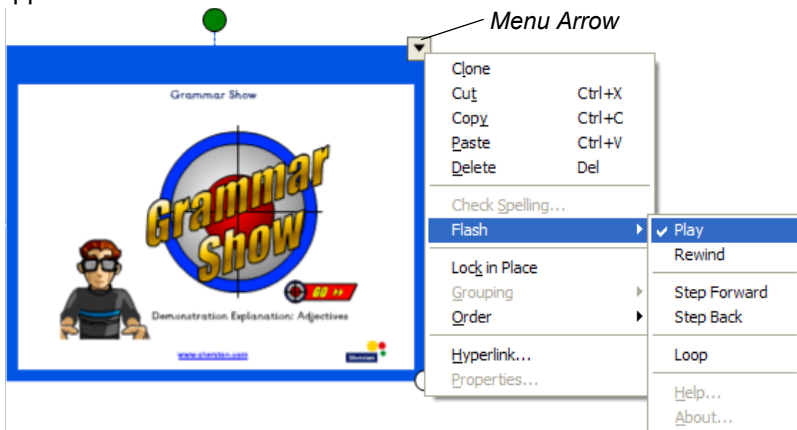 Menu Arrow
Grammar Show
Grammar
Show
GO
Demonstration Explanation: Adjectives
www.sherston.com
Sherston
Clone
Cut Ctrl+X
Copy Ctrl+C
Paste Ctrl+V
Delete Del
Check Spelling...
Flash
Lock in Place
Grouping
Order
Hyperlink...
Properties...
Play
Rewind
Step Forward
Step Back
Loop
Help...
About...